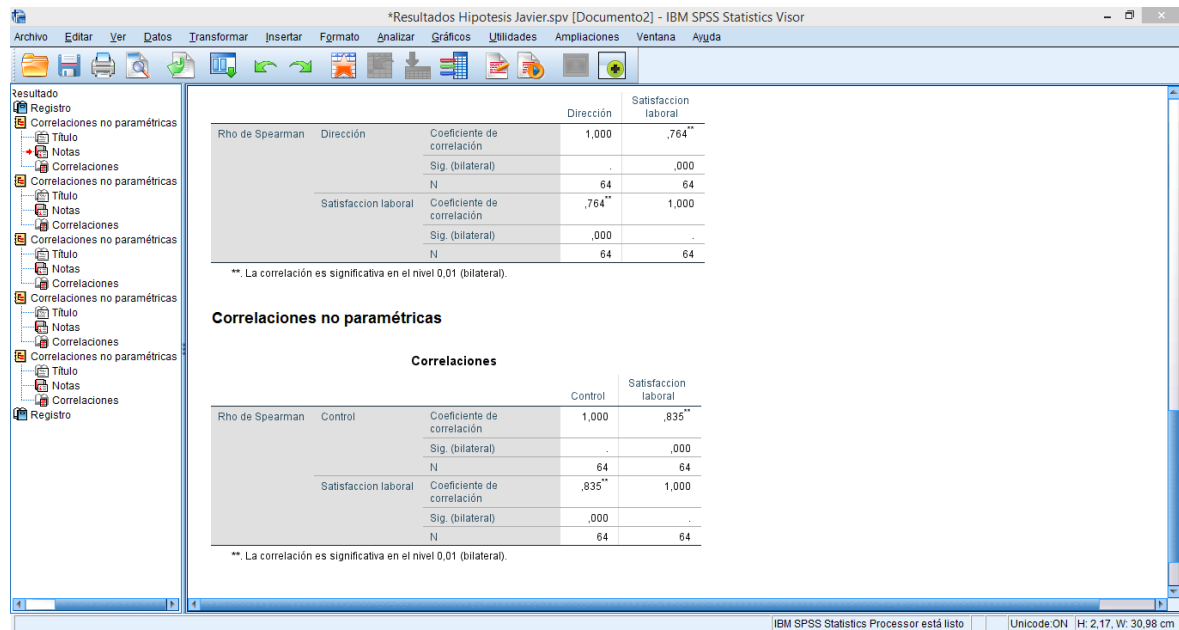 *Resultados Hipotesis Javier.spv [Documento2] - IBM SPSS Statistics Visor
Archivo Editar Ver Datos Transformar Insertar Formato Analizar Gráficos Utilidades Ampliaciones Ventana Ayuda
Resultado
Registro
Correlaciones no paramétricas
Título
Notas
Correlaciones
Correlaciones no paramétricas
Título
Notas
Correlaciones
Correlaciones no paramétricas
Título
Notas
Correlaciones
Correlaciones no paramétricas
Título
Notas
Correlaciones
Correlaciones no paramétricas
Título
Notas
Correlaciones
Registro
Dirección Satisfaccion
laboral
Rho de Spearman Dirección Coeficiente de
correlación 1,000 ,764**
Sig. (bilateral) . ,000
N 64 64
Satisfaccion laboral Coeficiente de
correlación ,764** 1,000
Sig. (bilateral) ,000 .
N 64 64
**. La correlación es significativa en el nivel 0,01 (bilateral).
Correlaciones no paramétricas
Correlaciones
Control Satisfaccion
laboral
Rho de Spearman Control Coeficiente de
correlación 1,000 ,835**
Sig. (bilateral) . ,000
N 64 64
Satisfaccion laboral Coeficiente de
correlación ,835** 1,000
Sig. (bilateral) ,000 .
N 64 64
**. La correlación es significativa en el nivel 0,01 (bilateral).
IBM SPSS Statistics Processor está listo Unicode:ON H: 2,17, W: 30,98 cm